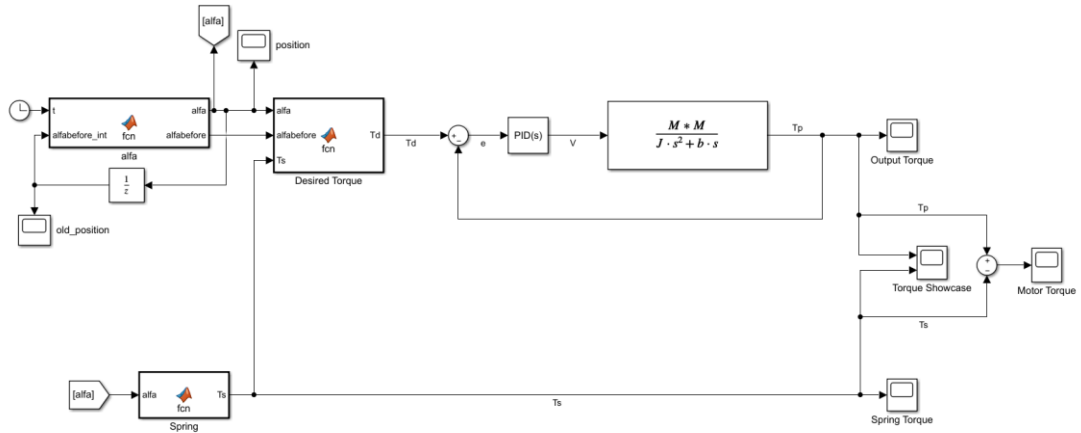 [alfa]
position
t
alfabefore_int
fcn
alfa
alfabefore
alfa
alfa
alfabefore
Ts
fcn
Td
Desired Torque
Td
+
−
e
PID(s)
V
M ∗ M
J · s² + b · s
Tp
Output Torque
1
z
old_position
Tp
Torque Showcase
+
−
Motor Torque
Ts
[alfa]
alfa
fcn
Ts
Spring
Ts
Spring Torque